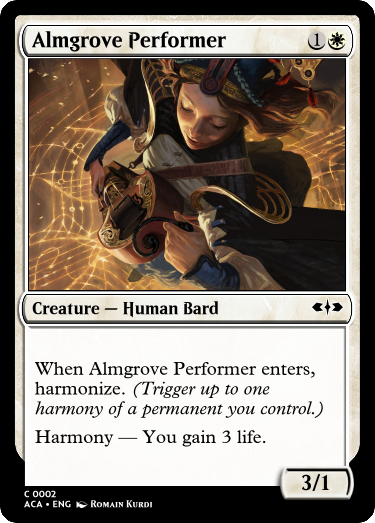 Almgrove Performer 1
Creature — Human Bard
When Almgrove Performer enters,
harmonize. (Trigger up to one
harmony of a permanent you control.)
Harmony — You gain 3 life.
3/1
C 0002
ACA • ENG Romain Kurdi